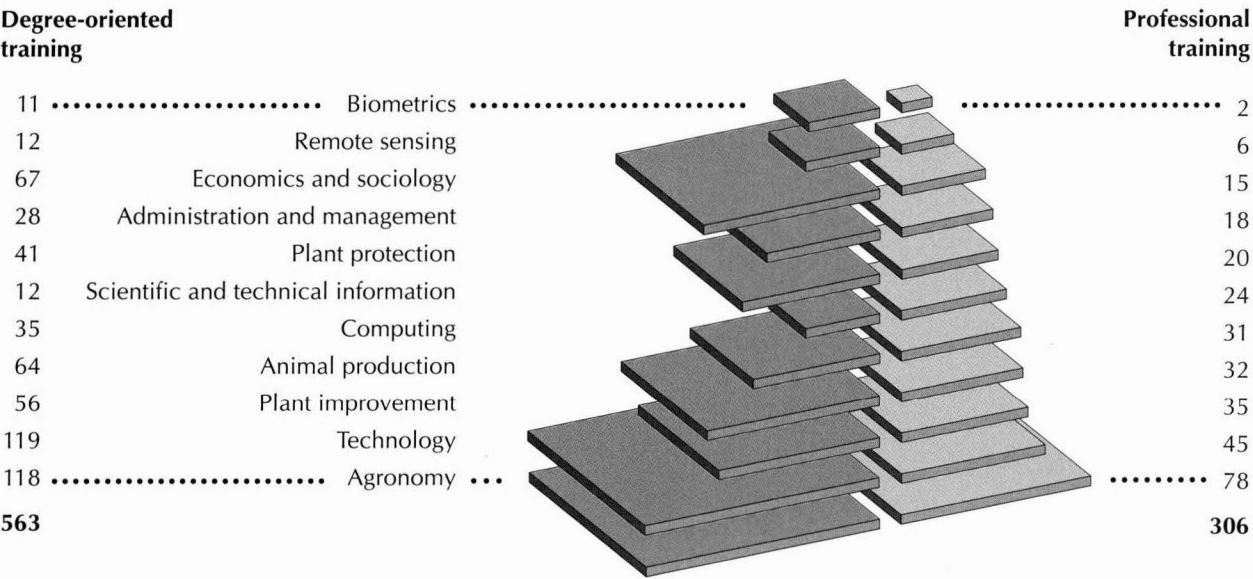 Degree-oriented training
Professional training
11 Biometrics 2
12 Remote sensing 6
67 Economics and sociology 15
28 Administration and management 18
41 Plant protection 20
12 Scientific and technical information 24
35 Computing 31
64 Animal production 32
56 Plant improvement 35
119 Technology 45
118 Agronomy 78
563 306